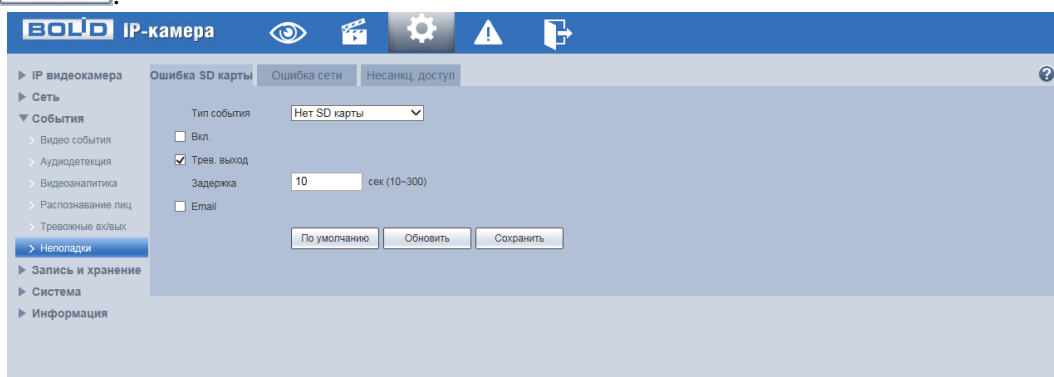 .
BOLID IP-камера
IP видеокамера
Сеть
События
Видео события
Аудиодетекция
Видеоаналитика
Распознавание лиц
Тревожные вх/вых
Неполадки
Запись и хранение
Система
Информация
Ошибка SD карты Ошибка сети Несанкц. доступ
?
Тип события Нет SD карты
Вкл.
Трев. выход
Задержка 10 сек (10~300)
Email
По умолчанию Обновить Сохранить